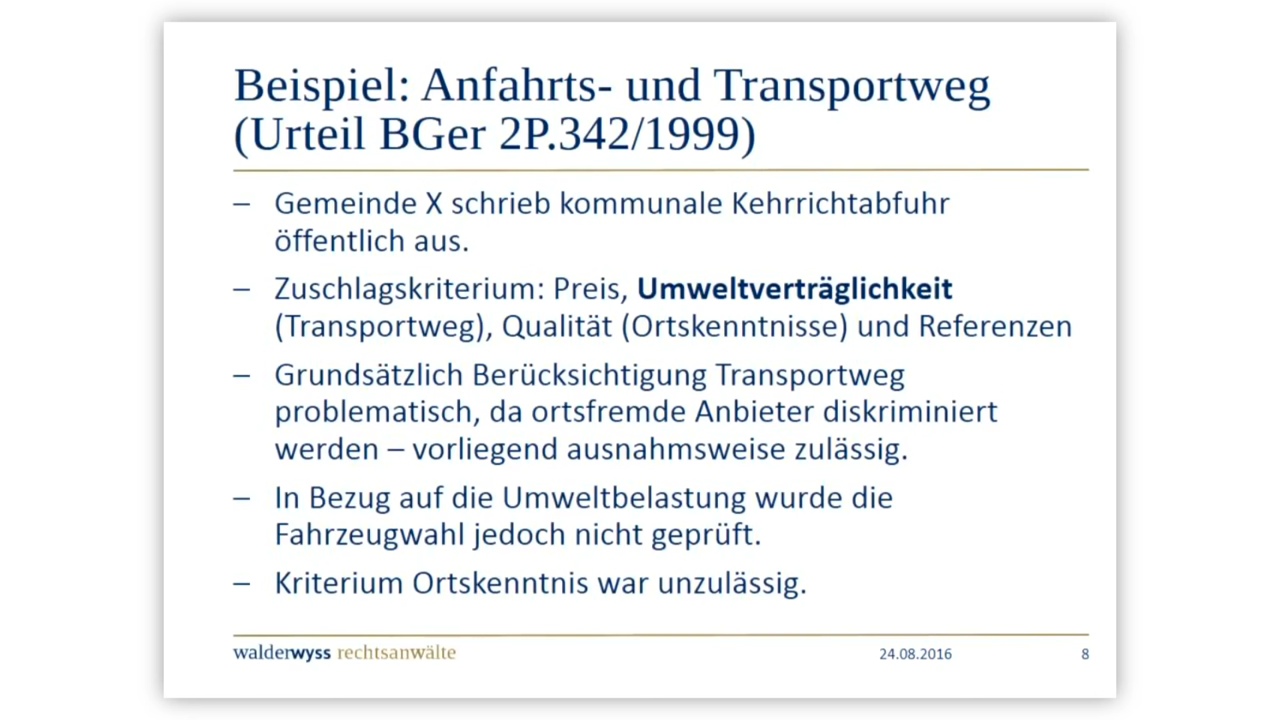 Beispiel: Anfahrts- und Transportweg
(Urteil BGer 2P.342/1999)
– Gemeinde X schrieb kommunale Kehrrichtabfuhr
öffentlich aus.
– Zuschlagskriterium: Preis, Umweltverträglichkeit
(Transportweg), Qualität (Ortskenntnisse) und Referenzen
– Grundsätzlich Berücksichtigung Transportweg
problematisch, da ortsfremde Anbieter diskriminiert
werden – vorliegend ausnahmsweise zulässig.
– In Bezug auf die Umweltbelastung wurde die
Fahrzeugwahl jedoch nicht geprüft.
– Kriterium Ortskenntnis war unzulässig.
walderwyss rechtsanwälte 24.08.2016 8